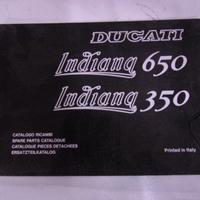 DUCATI
Indiana 650
Indiana 350
CATALOGO RICAMBI
SPARE PARTS CATALOGUE
CATALOGUE PIECES DETACHEES
ERSATZTEILKATALOG
Printed in Italy